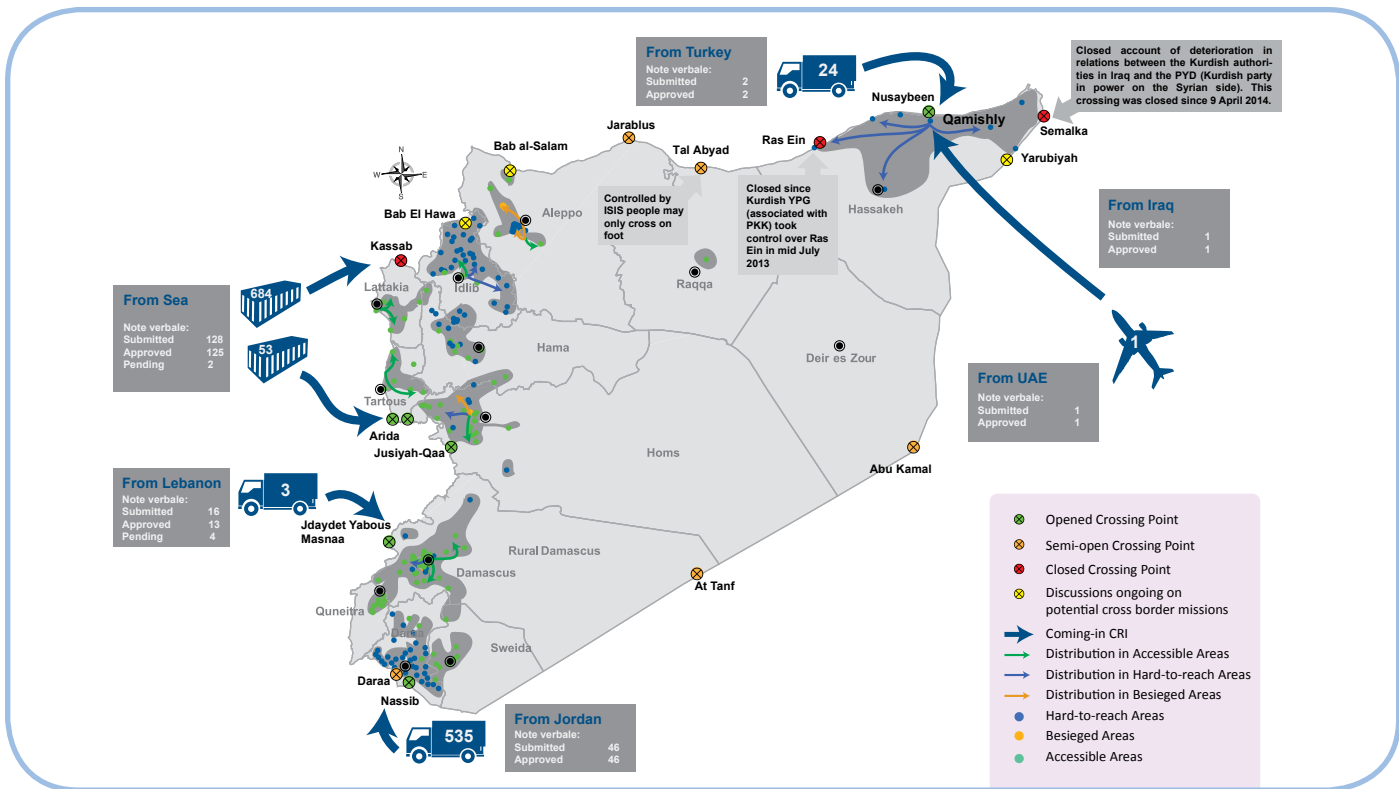 From Turkey
Note verbale:
Submitted 2
Approved 2
24
Closed account of deterioration in
relations between the Kurdish authori-
ties in Iraq and the PYD (Kurdish party
in power on the Syrian side). This
crossing was closed since 9 April 2014.
Nusaybeen
Qamishly
Semalka
Jarablus
Ras Ein
Tal Abyad
Bab al-Salam
Yarubiyah
N
W E
S
Controlled by
ISIS people may
only cross on
foot
Closed since
Kurdish YPG
(associated with
PKK) took
control over Ras
Ein in mid July
2013
From Iraq
Note verbale:
Submitted 1
Approved 1
Hassakeh
Aleppo
Bab El Hawa
Kassab
Raqqa
Lattakia
Idlib
From Sea
Note verbale:
Submitted 128
Approved 125
Pending 2
684
53
1
Hama
Deir es Zour
From UAE
Note verbale:
Submitted 1
Approved 1
Tartous
Arida
Jusiyah-Qaa
Homs
Abu Kamal
From Lebanon
Note verbale:
Submitted 16
Approved 13
Pending 4
3
Jdaydet Yabous
Masnaa
Rural Damascus
Damascus
At Tanf
Quneitra
Daraa
Sweida
Daraa
Nassib
535
From Jordan
Note verbale:
Submitted 46
Approved 46
Opened Crossing Point
Semi-open Crossing Point
Closed Crossing Point
Discussions ongoing on
potential cross border missions
Coming-in CRI
Distribution in Accessible Areas
Distribution in Hard-to-reach Areas
Distribution in Besieged Areas
Hard-to-reach Areas
Besieged Areas
Accessible Areas